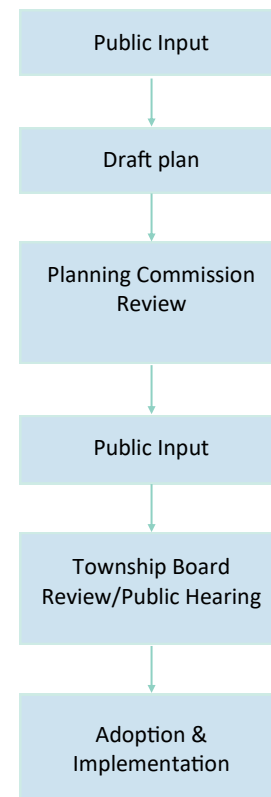 Public Input
Draft plan
Planning Commission
Review
Public Input
Township Board
Review/Public Hearing
Adoption &
Implementation